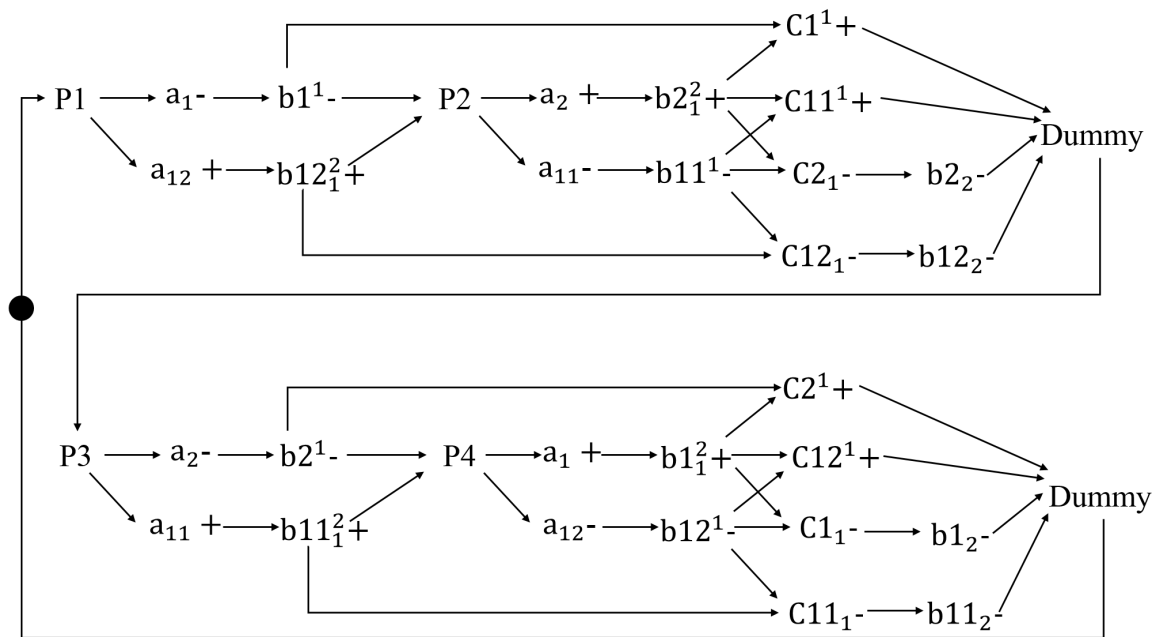 C1¹+
P1 a₁- b1¹- P2 a₂ + b2₁²+ C11¹+
Dummy
a₁₂ + b12₁²+ a₁₁- b11¹- C2₁- b2₂-
C12₁- b12₂-
C2¹+
P3 a₂- b2¹- P4 a₁ + b1₁²+ C12¹+
Dummy
a₁₁ + b11₁²+ a₁₂- b12¹- C1₁- b1₂-
C11₁- b11₂-